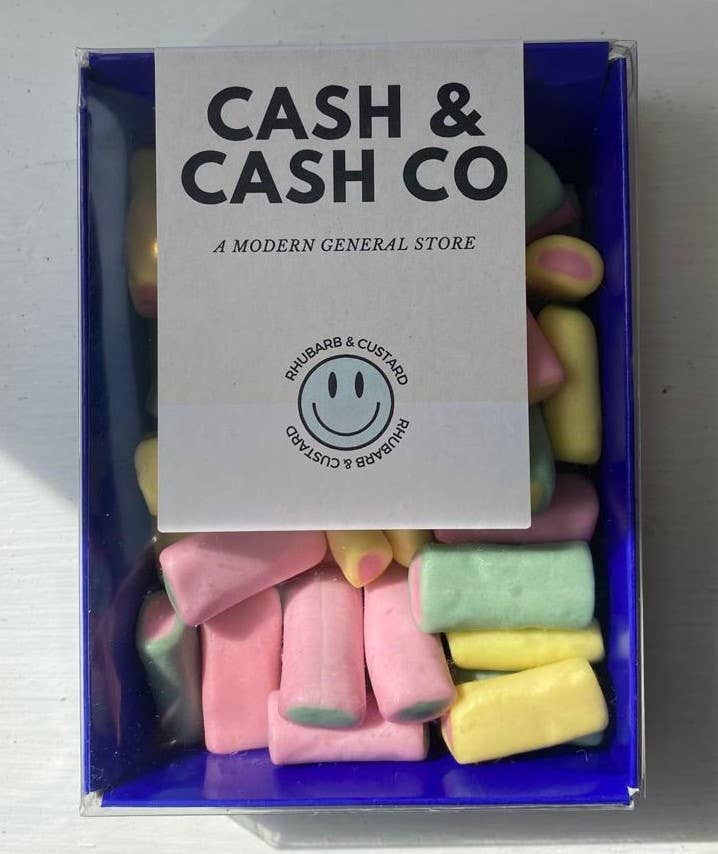 CASH &
CASH CO
A MODERN GENERAL STORE
RHUBARB & CUSTARD
RHUBARB & CUSTARD